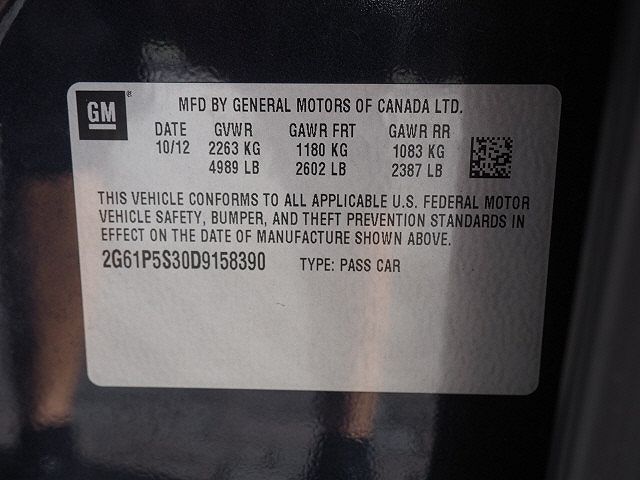 GM ® MFD BY GENERAL MOTORS OF CANADA LTD.
DATE GVWR GAWR FRT GAWR RR
10/12 2263 KG 1180 KG 1083 KG
4989 LB 2602 LB 2387 LB
THIS VEHICLE CONFORMS TO ALL APPLICABLE U.S. FEDERAL MOTOR
VEHICLE SAFETY, BUMPER, AND THEFT PREVENTION STANDARDS IN
EFFECT ON THE DATE OF MANUFACTURE SHOWN ABOVE.
2G61P5S30D9158390 TYPE: PASS CAR